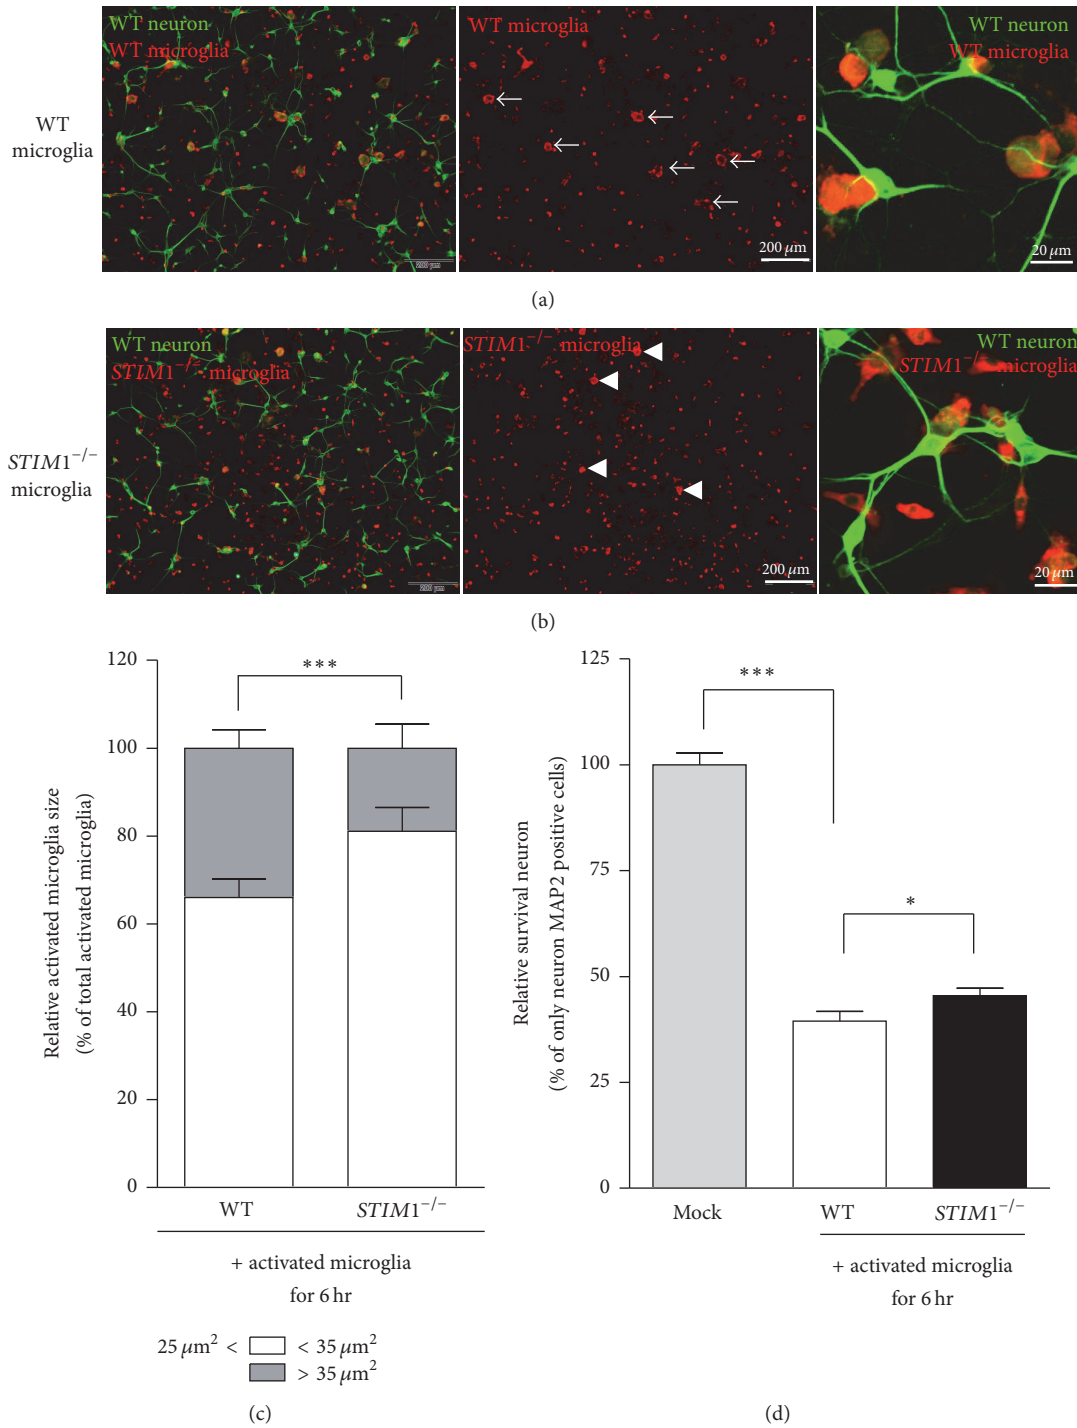 WT neuron
WT microglia
WT microglia
WT neuron
WT microglia
WT
microglia
200 μm
200 μm
20 μm
(a)
WT neuron
STIM1⁻/⁻ microglia
STIM1⁻/⁻ microglia
WT neuron
STIM1⁻/⁻ microglia
STIM1⁻/⁻
microglia
200 μm
200 μm
20 μm
(b)
Relative activated microglia size
(% of total activated microglia)
120
100
80
60
40
20
0
***
WT
STIM1⁻/⁻
+ activated microglia
for 6 hr
25 μm² < < 35 μm²
> 35 μm²
(c)
Relative survival neuron
(% of only neuron MAP2 positive cells)
125
100
75
50
25
0
***
*
Mock
WT
STIM1⁻/⁻
+ activated microglia
for 6 hr
(d)